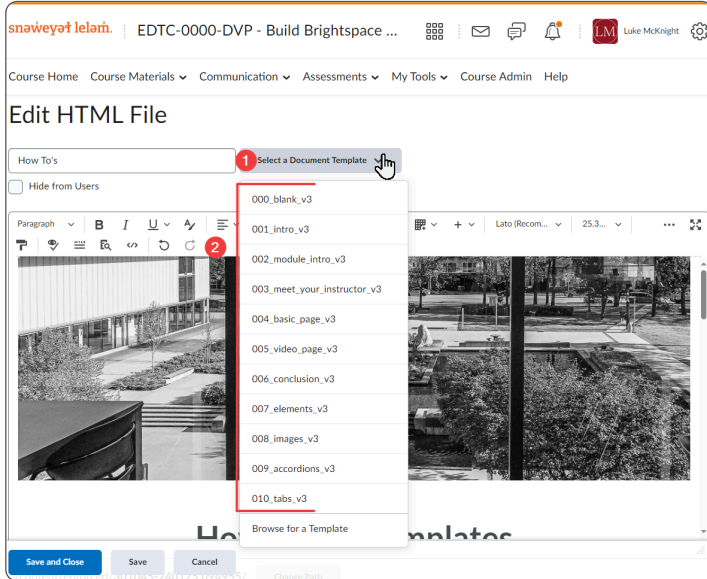 snəw̓eyəɬ leləm̓.
EDTC-0000-DVP - Build Brightspace ...
LM
Luke McKnight
Course Home
Course Materials
Communication
Assessments
My Tools
Course Admin
Help
Edit HTML File
How To's
1
Select a Document Template
Hide from Users
000_blank_v3
001_intro_v3
002_module_intro_v3
003_meet_your_instructor_v3
004_basic_page_v3
005_video_page_v3
006_conclusion_v3
007_elements_v3
008_images_v3
009_accordions_v3
010_tabs_v3
Browse for a Template
Paragraph
B
I
U
Lato (Recom...
25.3...
2
Save and Close
Save
Cancel